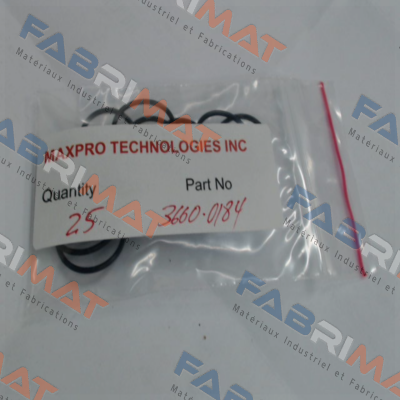 FABRIMAT
Materiaux Industriel et Fabrications
MAXPRO TECHNOLOGIES INC
Quantity Part No
25 3660-0184
FABRIMAT
Materiaux Industriel et Fabrications
FABRIMAT
Materiaux Industriel et Fabrications